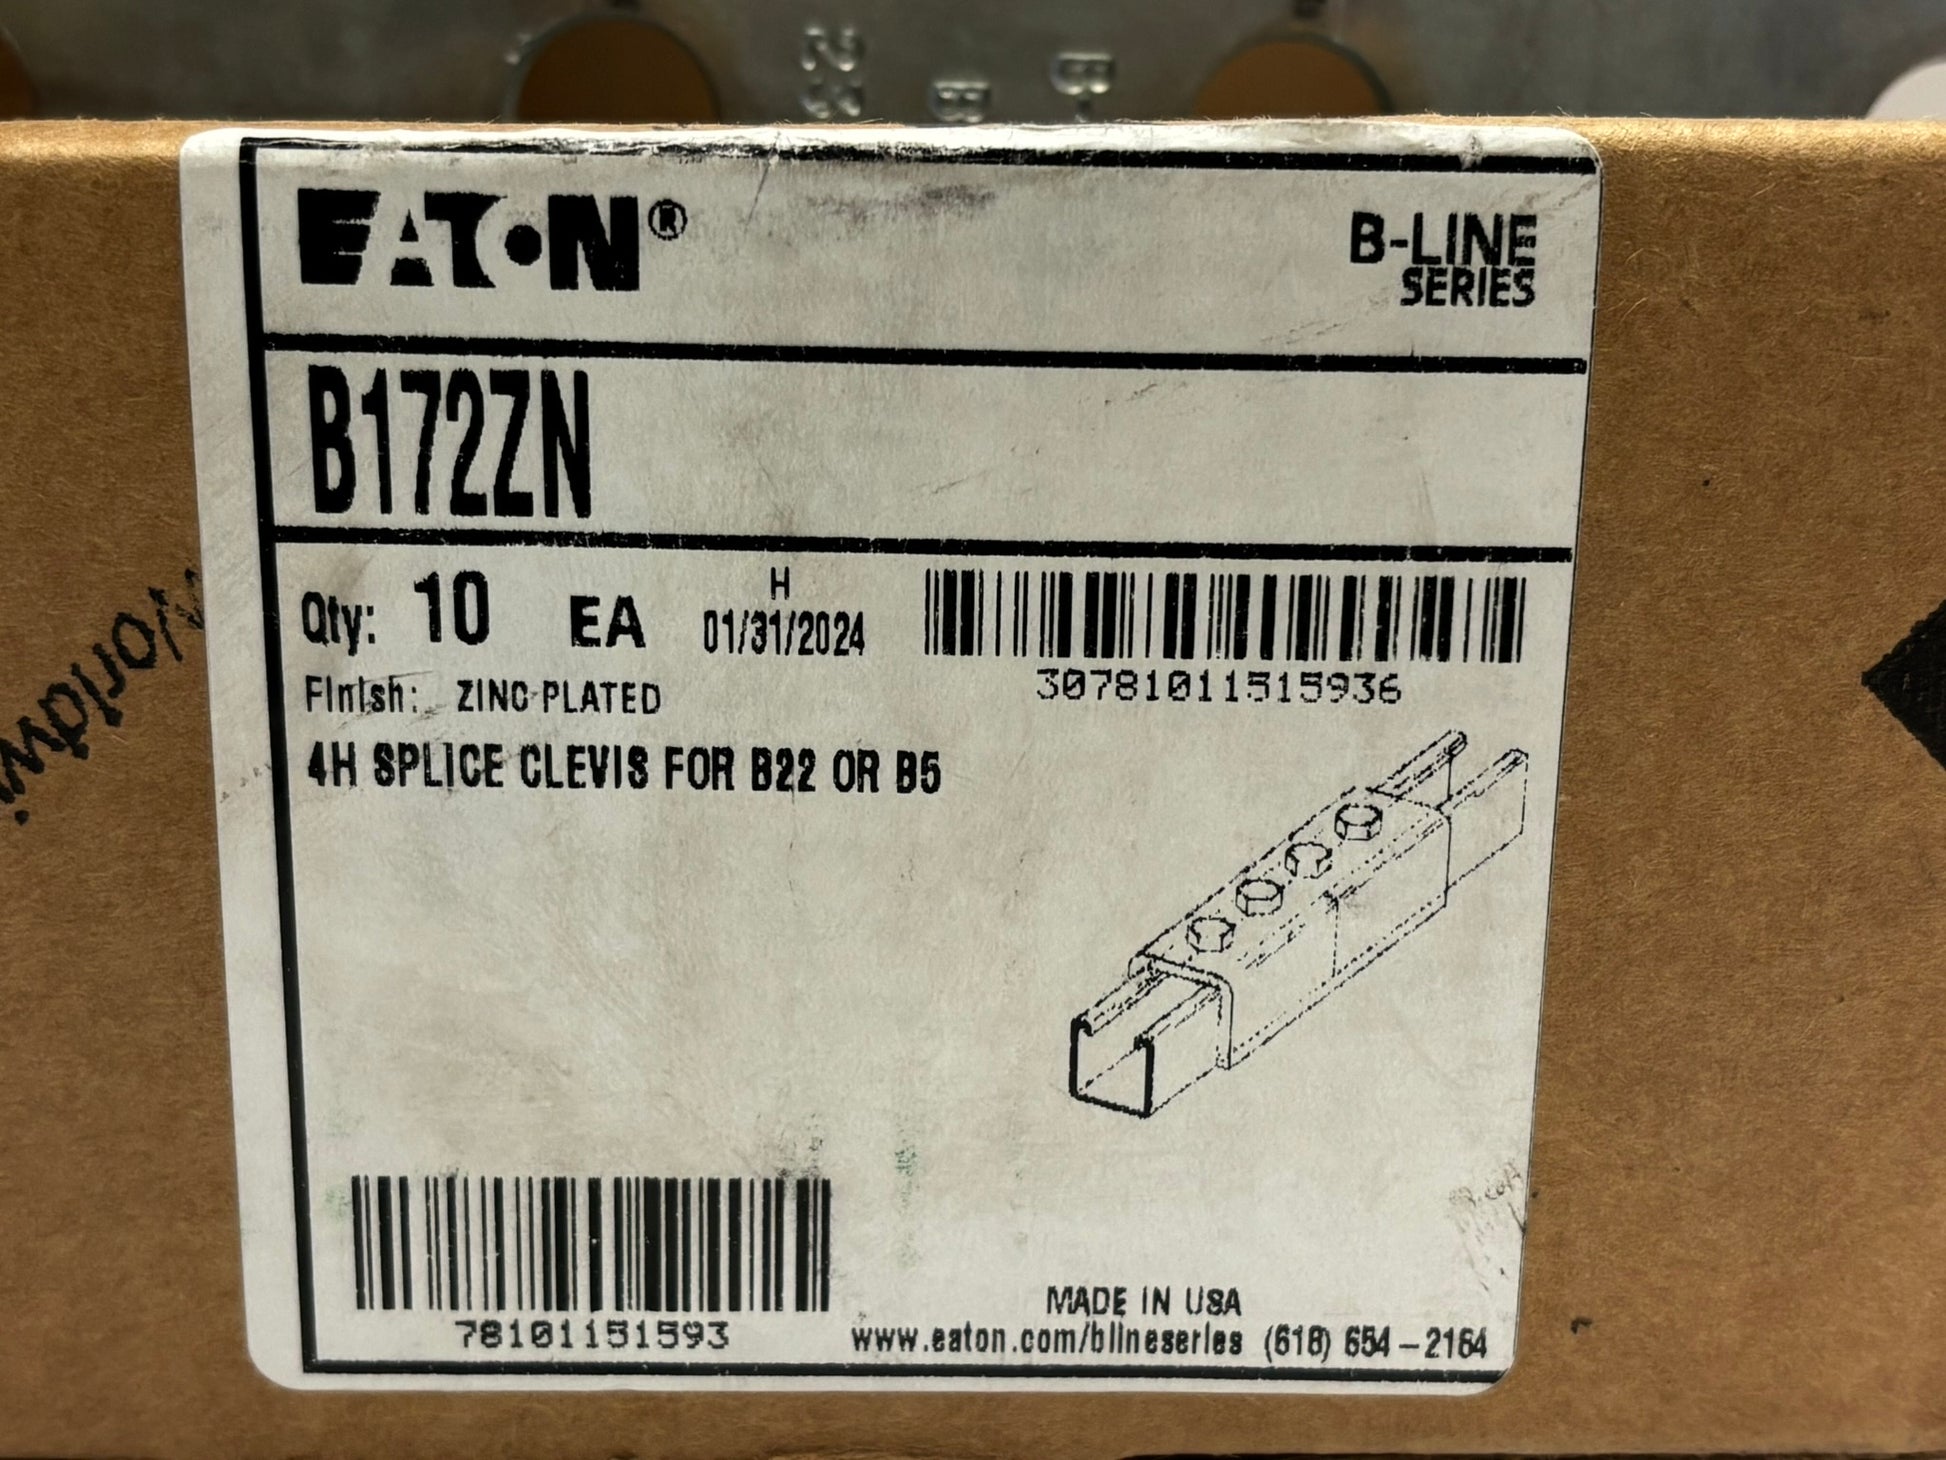 EATON®
B-LINE
SERIES
B172ZN
Qty: 10 EA H 01/31/2024
30781011515936
Finish: ZINC PLATED
4H SPLICE CLEVIS FOR B22 OR B5
78101151593
MADE IN USA
www.eaton.com/blineseries (618) 654-2184
Worldwi